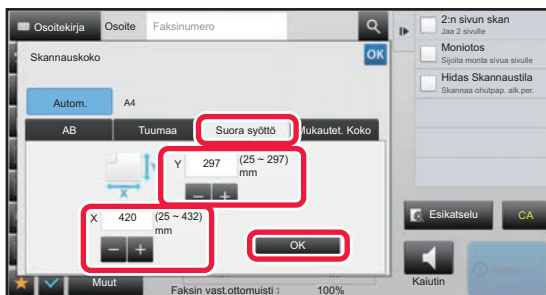 Osoitekirja Osoite Faksinumero
2:n sivun skan
Jaa 2 sivulle
Moniotos
Sijoita monta sivua sivulle
Hidas Skannaustila
Skannaa ohutpap. alk.per.
Skannauskoko OK
Autom. A4
AB Tuumaa Suora syöttö Mukautet. Koko
Y 297 (25 ~ 297)
mm
X 420 (25 ~ 432)
mm
OK
Esikatselu CA
Kaiutin
Muut
Faksin vast.ottomuisti : 100%